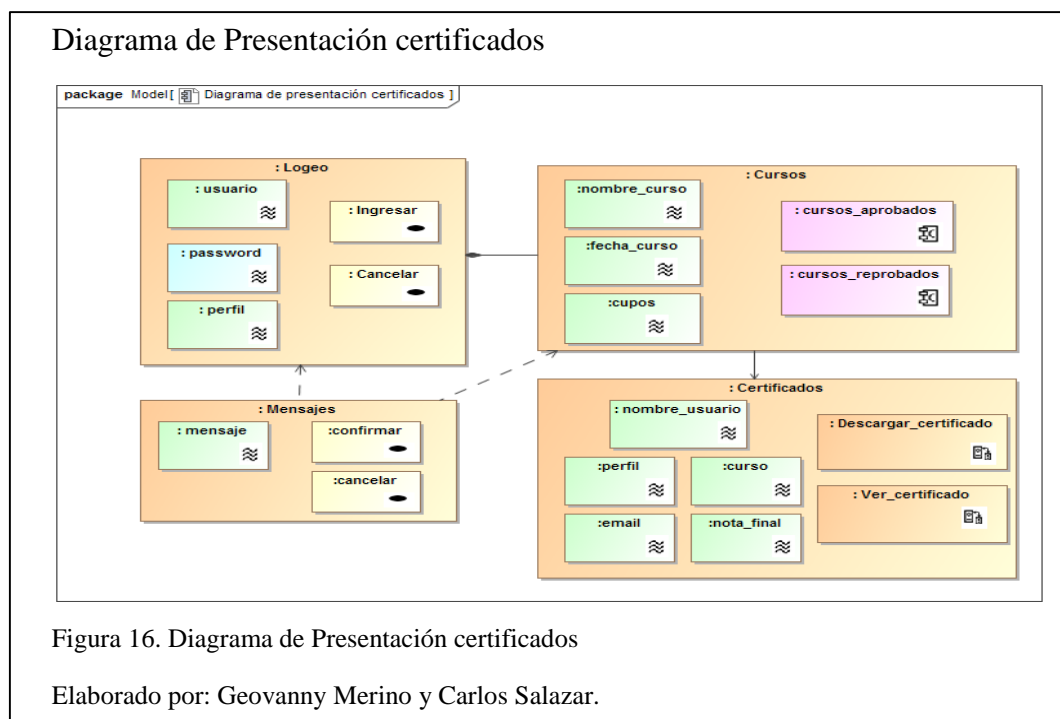 Diagrama de Presentación certificados
package Model[ Diagrama de presentación certificados ]
: Logeo
: usuario
: password
: perfil
: Ingresar
: Cancelar
: Cursos
:nombre_curso
:fecha_curso
:cupos
: cursos_aprobados
: cursos_reprobados
: Mensajes
: mensaje
:confirmar
:cancelar
: Certificados
: nombre_usuario
:perfil
:curso
:email
:nota_final
: Descargar_certificado
: Ver_certificado
Figura 16. Diagrama de Presentación certificados
Elaborado por: Geovanny Merino y Carlos Salazar.